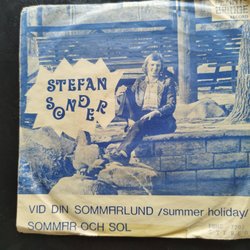 STEFAN
SONDER
VID DIN SOMMARLUND /summer holiday/
SOMMAR OCH SOL